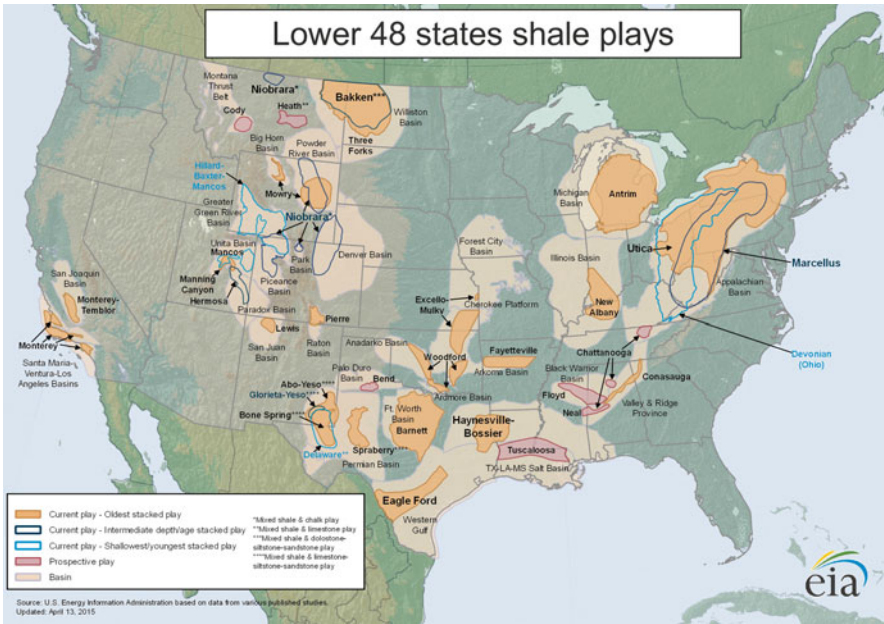 Lower 48 states shale plays
Montana
Thrust
Belt
Niobrara*
Bakken***
Cody
Heath**
Williston
Basin
Big Horn
Basin
Powder
River Basin
Three
Forks
Hillard-
Baxter-
Mancos
Mowry
Greater
Green River
Basin
Niobrara*
Michigan
Basin
Antrim
Uinta Basin
Mancos
Park
Basin
Denver Basin
Forest City
Basin
Illinois Basin
Utica
Marcellus
San Joaquin
Basin
Manning
Canyon
Piceance
Basin
Appalachian
Basin
Monterey-
Temblor
Hermosa
Paradox Basin
Excello-
Mulky
Cherokee Platform
New
Albany
Pierre
Lewis
Raton
Basin
Monterey
San Juan
Basin
Anadarko Basin
Woodford
Fayetteville
Chattanooga
Devonian
(Ohio)
Santa Maria-
Ventura-Los
Angeles Basins
Palo Duro
Basin
Bend
Arkoma Basin
Black Warrior
Basin
Conasauga
Abo-Yeso****
Glorieta-Yeso****
Ardmore Basin
Floyd
Neal
Valley & Ridge
Province
Bone Spring****
Ft. Worth
Basin
Barnett
Haynesville-
Bossier
Delaware**
Spraberry****
Permian Basin
Tuscaloosa
TX-LA-MS Salt Basin
Eagle Ford
Western
Gulf
Current play - Oldest stacked play
Current play - Intermediate depth/age stacked play
Current play - Shallowest/youngest stacked play
Prospective play
Basin
*Mixed shale & chalk play
**Mixed shale & limestone play
***Mixed shale & dolostone-
siltstone-sandstone play
****Mixed shale & limestone-
siltstone-sandstone play
eia
Source: U.S. Energy Information Administration based on data from various published studies.
Updated: April 13, 2015